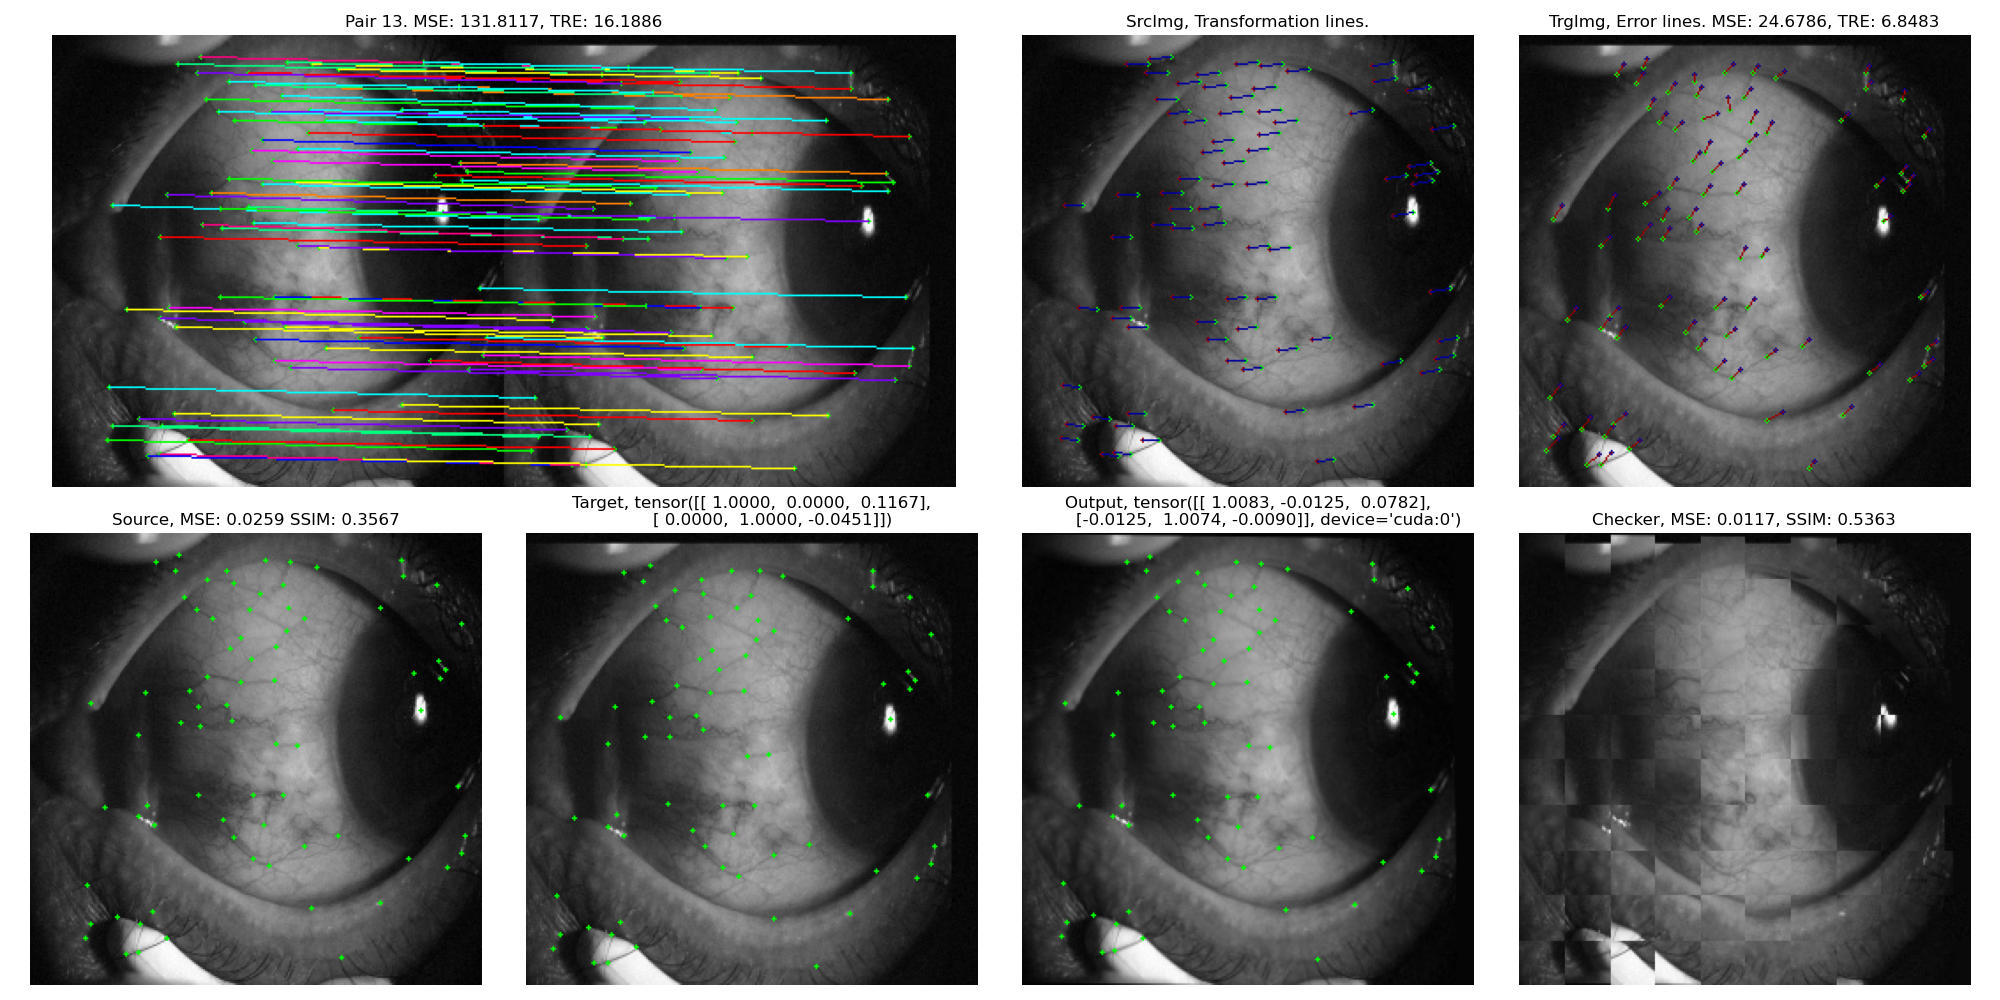 Pair 13. MSE: 131.8117, TRE: 16.1886
SrcImg, Transformation lines.
TrgImg, Error lines. MSE: 24.6786, TRE: 6.8483
Source, MSE: 0.0259 SSIM: 0.3567
Target, tensor([[ 1.0000, 0.0000, 0.1167],
[ 0.0000, 1.0000, -0.0451]])
Output, tensor([[ 1.0083, -0.0125, 0.0782],
[-0.0125, 1.0074, -0.0090]], device='cuda:0')
Checker, MSE: 0.0117, SSIM: 0.5363